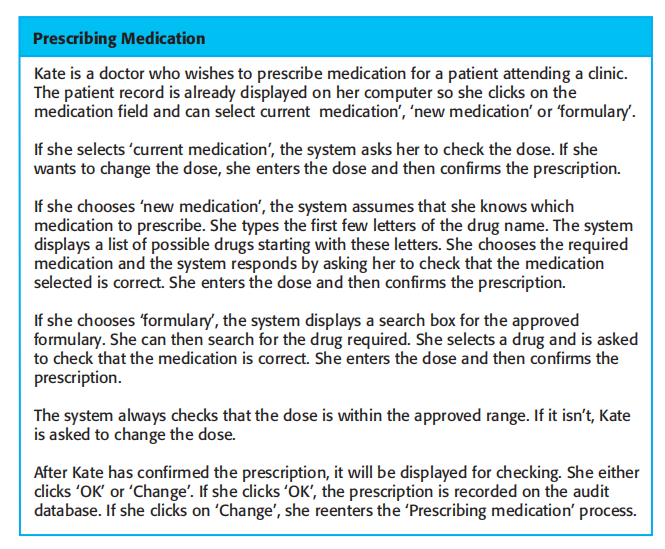 Prescribing Medication
Kate is a doctor who wishes to prescribe medication for a patient attending a clinic.
The patient record is already displayed on her computer so she clicks on the
medication field and can select current  medication’, ‘new medication’ or ‘formulary’.
If she selects ‘current medication’, the system asks her to check the dose. If she
wants to change the dose, she enters the dose and then confirms the prescription.
If she chooses ‘new medication’, the system assumes that she knows which
medication to prescribe. She types the first few letters of the drug name. The system
displays a list of possible drugs starting with these letters. She chooses the required
medication and the system responds by asking her to check that the medication
selected is correct. She enters the dose and then confirms the prescription.
If she chooses ‘formulary’, the system displays a search box for the approved
formulary. She can then search for the drug required. She selects a drug and is asked
to check that the medication is correct. She enters the dose and then confirms the
prescription.
The system always checks that the dose is within the approved range. If it isn’t, Kate
is asked to change the dose.
After Kate has confirmed the prescription, it will be displayed for checking. She either
clicks ‘OK’ or ‘Change’. If she clicks ‘OK’, the prescription is recorded on the audit
database. If she clicks on ‘Change’, she reenters the ‘Prescribing medication’ process.